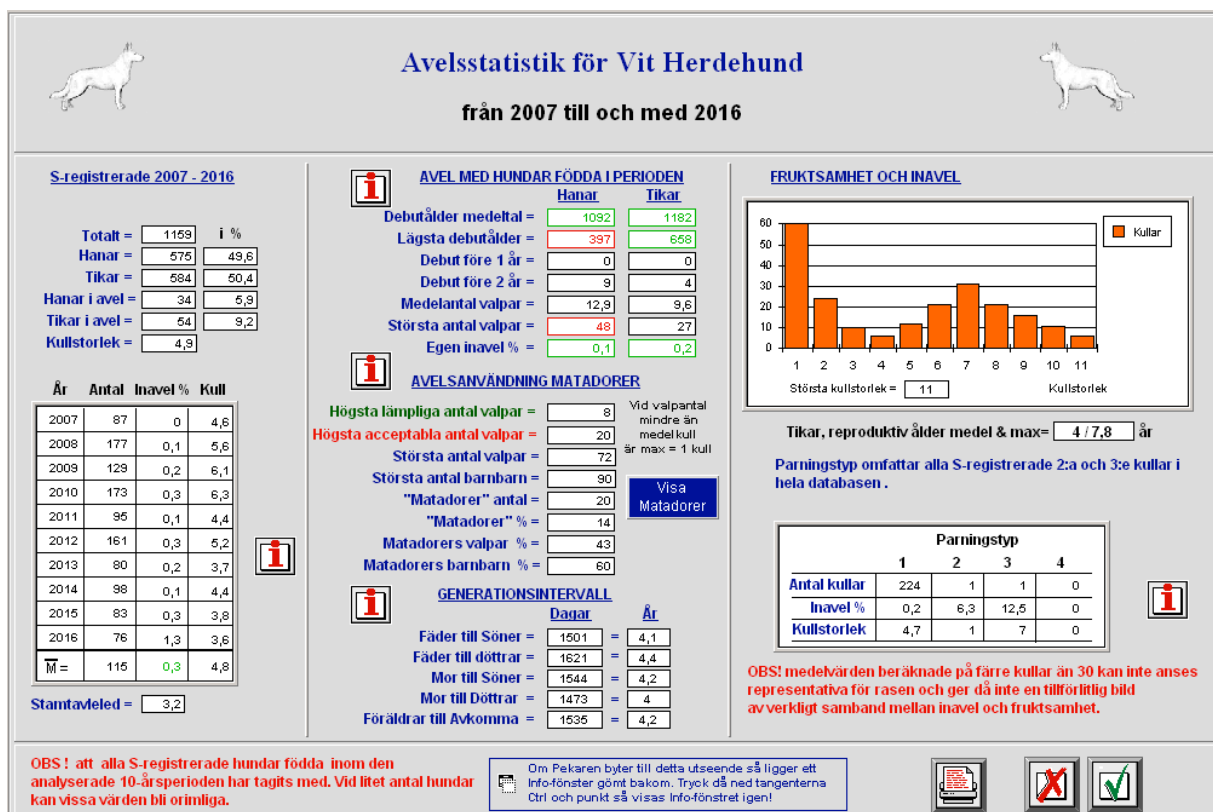 Avelsstatistik för Vit Herdehund
från 2007 till och med 2016
S-registrerade 2007 - 2016
Totalt = 1159 i %
Hanar = 575 49,6
Tikar = 584 50,4
Hanar i avel = 34 5,9
Tikar i avel = 54 9,2
Kullstorlek = 4,9
År Antal Inavel % Kull
2007 87 0 4,6
2008 177 0,1 5,6
2009 129 0,2 6,1
2010 173 0,3 6,3
2011 95 0,1 4,4
2012 161 0,3 5,2
2013 80 0,2 3,7
2014 98 0,1 4,4
2015 83 0,3 3,8
2016 76 1,3 3,6
M = 115 0,3 4,8
Stamtavleled = 3,2
AVEL MED HUNDAR FÖDDA I PERIODEN
Hanar Tikar
Debutålder medeltal = 1092 1182
Lägsta debutålder = 397 658
Debut före 1 år = 0 0
Debut före 2 år = 9 4
Medelantal valpar = 12,9 9,6
Största antal valpar = 48 27
Egen inavel % = 0,1 0,2
AVELSANVÄNDNING MATADORER
Högsta lämpliga antal valpar = 8
Högsta acceptabla antal valpar = 20
Största antal valpar = 72
Största antal barnbarn = 90
"Matadorer" antal = 20
"Matadorer" % = 14
Matadorers valpar % = 43
Matadorers barnbarn % = 60
Vid valpantal
mindre än
medelkull
är max = 1 kull
Visa
Matadorer
GENERATIONSINTERVALL
Dagar År
Fäder till Söner = 1501 = 4,1
Fäder till döttrar = 1621 = 4,4
Mor till Söner = 1544 = 4,2
Mor till Döttrar = 1473 = 4
Föräldrar till Avkomma = 1535 = 4,2
FRUKTSAMHET OCH INAVEL
60
50
40
30
20
10
0
1 2 3 4 5 6 7 8 9 10 11
Kullar
Största kullstorlek = 11 Kullstorlek
Tikar, reproduktiv ålder medel & max= 4 / 7,8 år
Parningstyp omfattar alla S-registrerade 2:a och 3:e kullar i
hela databasen .
Parningstyp
1 2 3 4
Antal kullar 224 1 1 0
Inavel % 0,2 6,3 12,5 0
Kullstorlek 4,7 1 7 0
OBS! medelvärden beräknade på färre kullar än 30 kan inte anses
representativa för rasen och ger då inte en tillförlitlig bild
av verkligt samband mellan inavel och fruktsamhet.
OBS ! att alla S-registrerade hundar födda inom den
analyserade 10-årsperioden har tagits med. Vid litet antal hundar
kan vissa värden bli orimliga.
Om Pekaren byter till detta utseende så ligger ett
Info-fönster gömt bakom. Tryck då ned tangenterna
Ctrl och punkt så visas Info-fönstret igen!